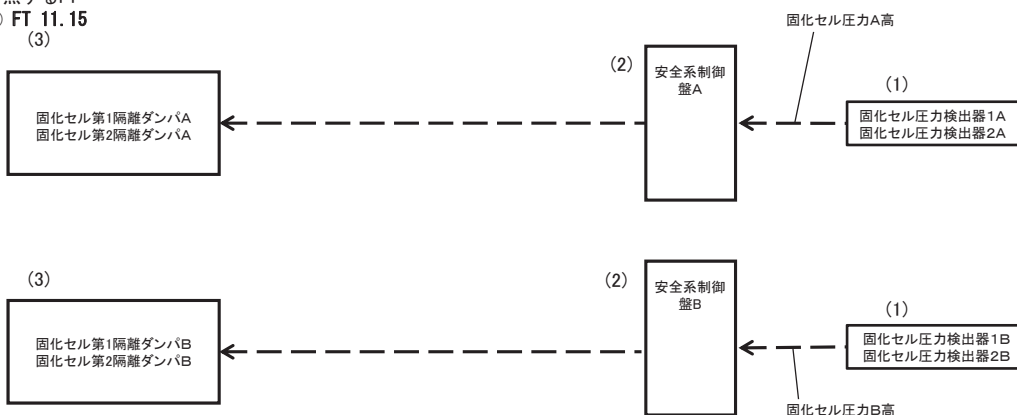 FT 11.15
(3)
固化セル第1隔離ダンパA
固化セル第2隔離ダンパA
(2)
安全系制御
盤A
固化セル圧力A高
(1)
固化セル圧力検出器1A
固化セル圧力検出器2A
(3)
固化セル第1隔離ダンパB
固化セル第2隔離ダンパB
(2)
安全系制御
盤B
(1)
固化セル圧力検出器1B
固化セル圧力検出器2B
固化セル圧力B高